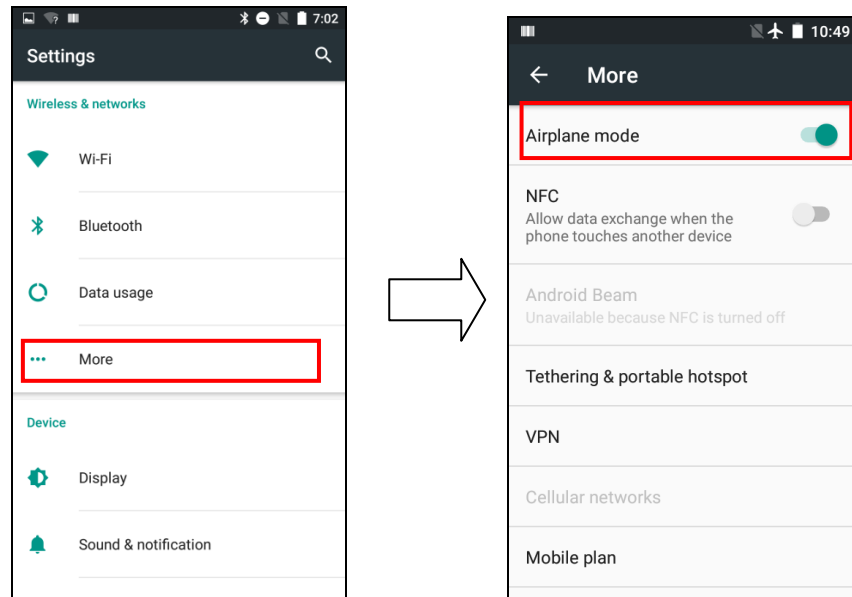 7:02
Settings
Wireless & networks
Wi-Fi
Bluetooth
Data usage
More
Device
Display
Sound & notification
10:49
More
Airplane mode
NFC
Allow data exchange when the
phone touches another device
Android Beam
Unavailable because NFC is turned off
Tethering & portable hotspot
VPN
Cellular networks
Mobile plan